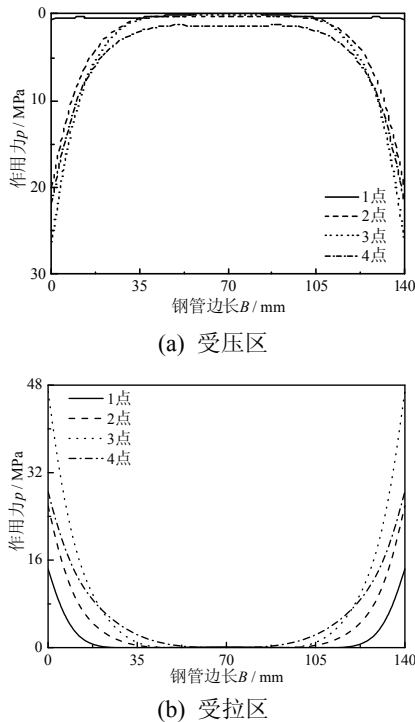 0
10
20
30
作用力p / MPa
1点
2点
3点
4点
0 35 70 105 140
钢管边长B / mm
(a) 受压区
48
32
16
0
作用力p / MPa
1点
2点
3点
4点
0 35 70 105 140
钢管边长B / mm
(b) 受拉区